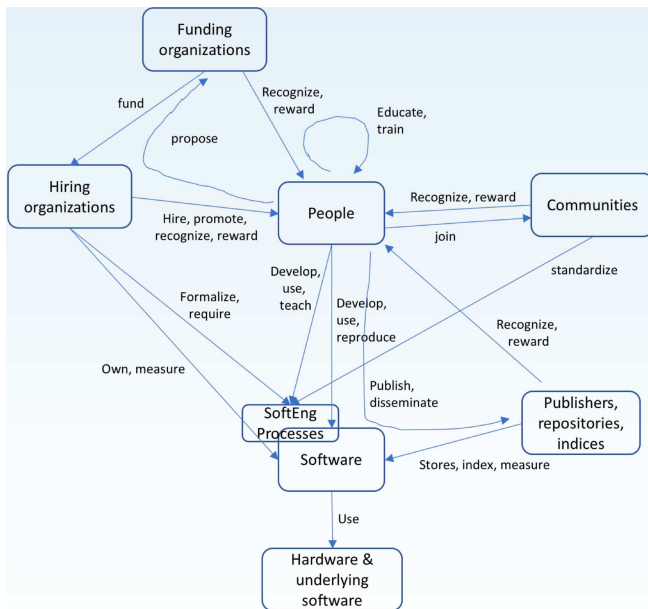 Funding
organizations
fund
Recognize,
reward
Educate,
train
propose
Hiring
organizations
Hire, promote,
recognize, reward
People
Recognize, reward
Communities
join
Develop,
use,
teach
Develop,
use,
reproduce
standardize
Formalize,
require
Recognize,
reward
Own, measure
Publish,
disseminate
SoftEng
Processes
Publishers,
repositories,
indices
Software
Stores, index, measure
Use
Hardware &
underlying
software